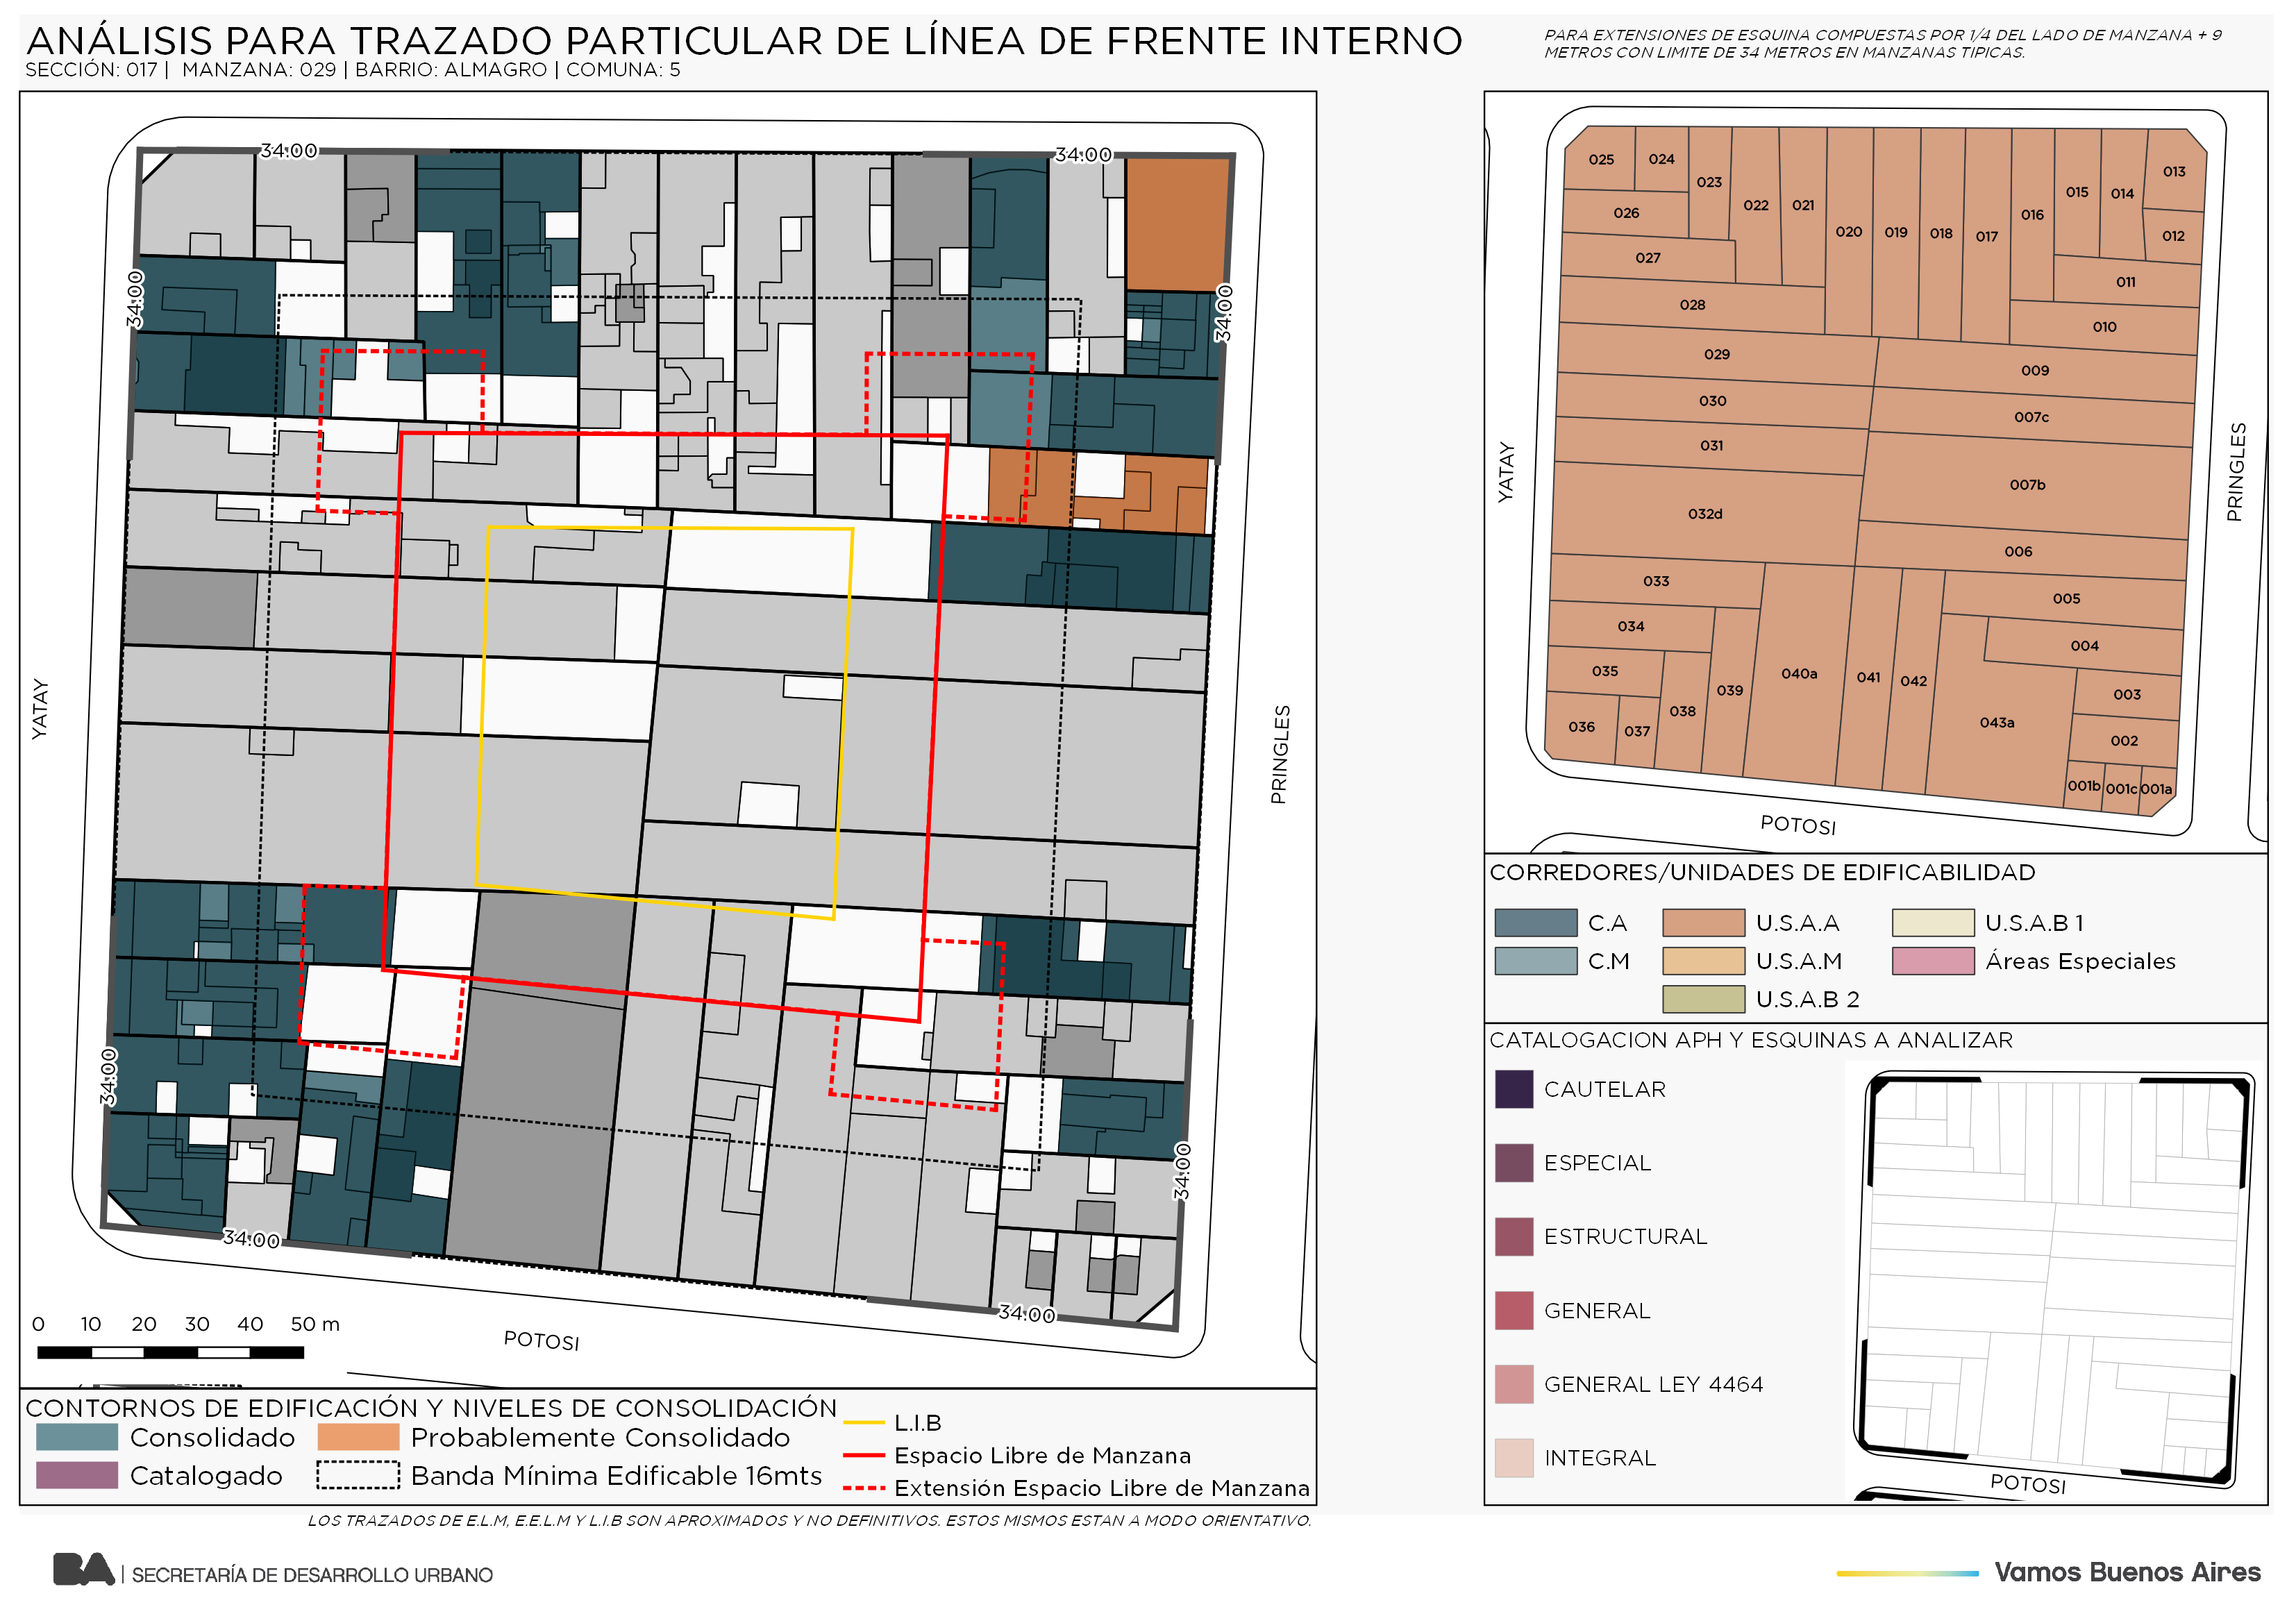 ANÁLISIS PARA TRAZADO PARTICULAR DE LÍNEA DE FRENTE INTERNO
SECCIÓN: 017 | MANZANA: 029 | BARRIO: ALMAGRO | COMUNA: 5
PARA EXTENSIONES DE ESQUINA COMPUESTAS POR 1/4 DEL LADO DE MANZANA + 9
METROS CON LIMITE DE 34 METROS EN MANZANAS TIPICAS.
34.00
34.00
34.00
34.00
YATAY
PRINGLES
34.00
34.00
34.00
34.00
POTOSI
0 10 20 30 40 50 m
CONTORNOS DE EDIFICACIÓN Y NIVELES DE CONSOLIDACIÓN
Consolidado
Probablemente Consolidado
Catalogado
Banda Mínima Edificable 16mts
L.I.B
Espacio Libre de Manzana
Extensión Espacio Libre de Manzana
LOS TRAZADOS DE E.L.M, E.E.L.M Y L.I.B SON APROXIMADOS Y NO DEFINITIVOS. ESTOS MISMOS ESTAN A MODO ORIENTATIVO.
025
024
023
022
021
020
019
018
017
016
015
014
013
012
026
027
028
011
010
029
009
030
007c
031
007b
032d
006
033
005
034
004
035
003
036
037
038
039
040a
041
042
043a
002
001b
001c
001a
YATAY
PRINGLES
POTOSI
CORREDORES/UNIDADES DE EDIFICABILIDAD
C.A
U.S.A.A
U.S.A.B 1
C.M
U.S.A.M
Áreas Especiales
U.S.A.B 2
CATALOGACION APH Y ESQUINAS A ANALIZAR
CAUTELAR
ESPECIAL
ESTRUCTURAL
GENERAL
GENERAL LEY 4464
INTEGRAL
POTOSI
BA | SECRETARÍA DE DESARROLLO URBANO
Vamos Buenos Aires